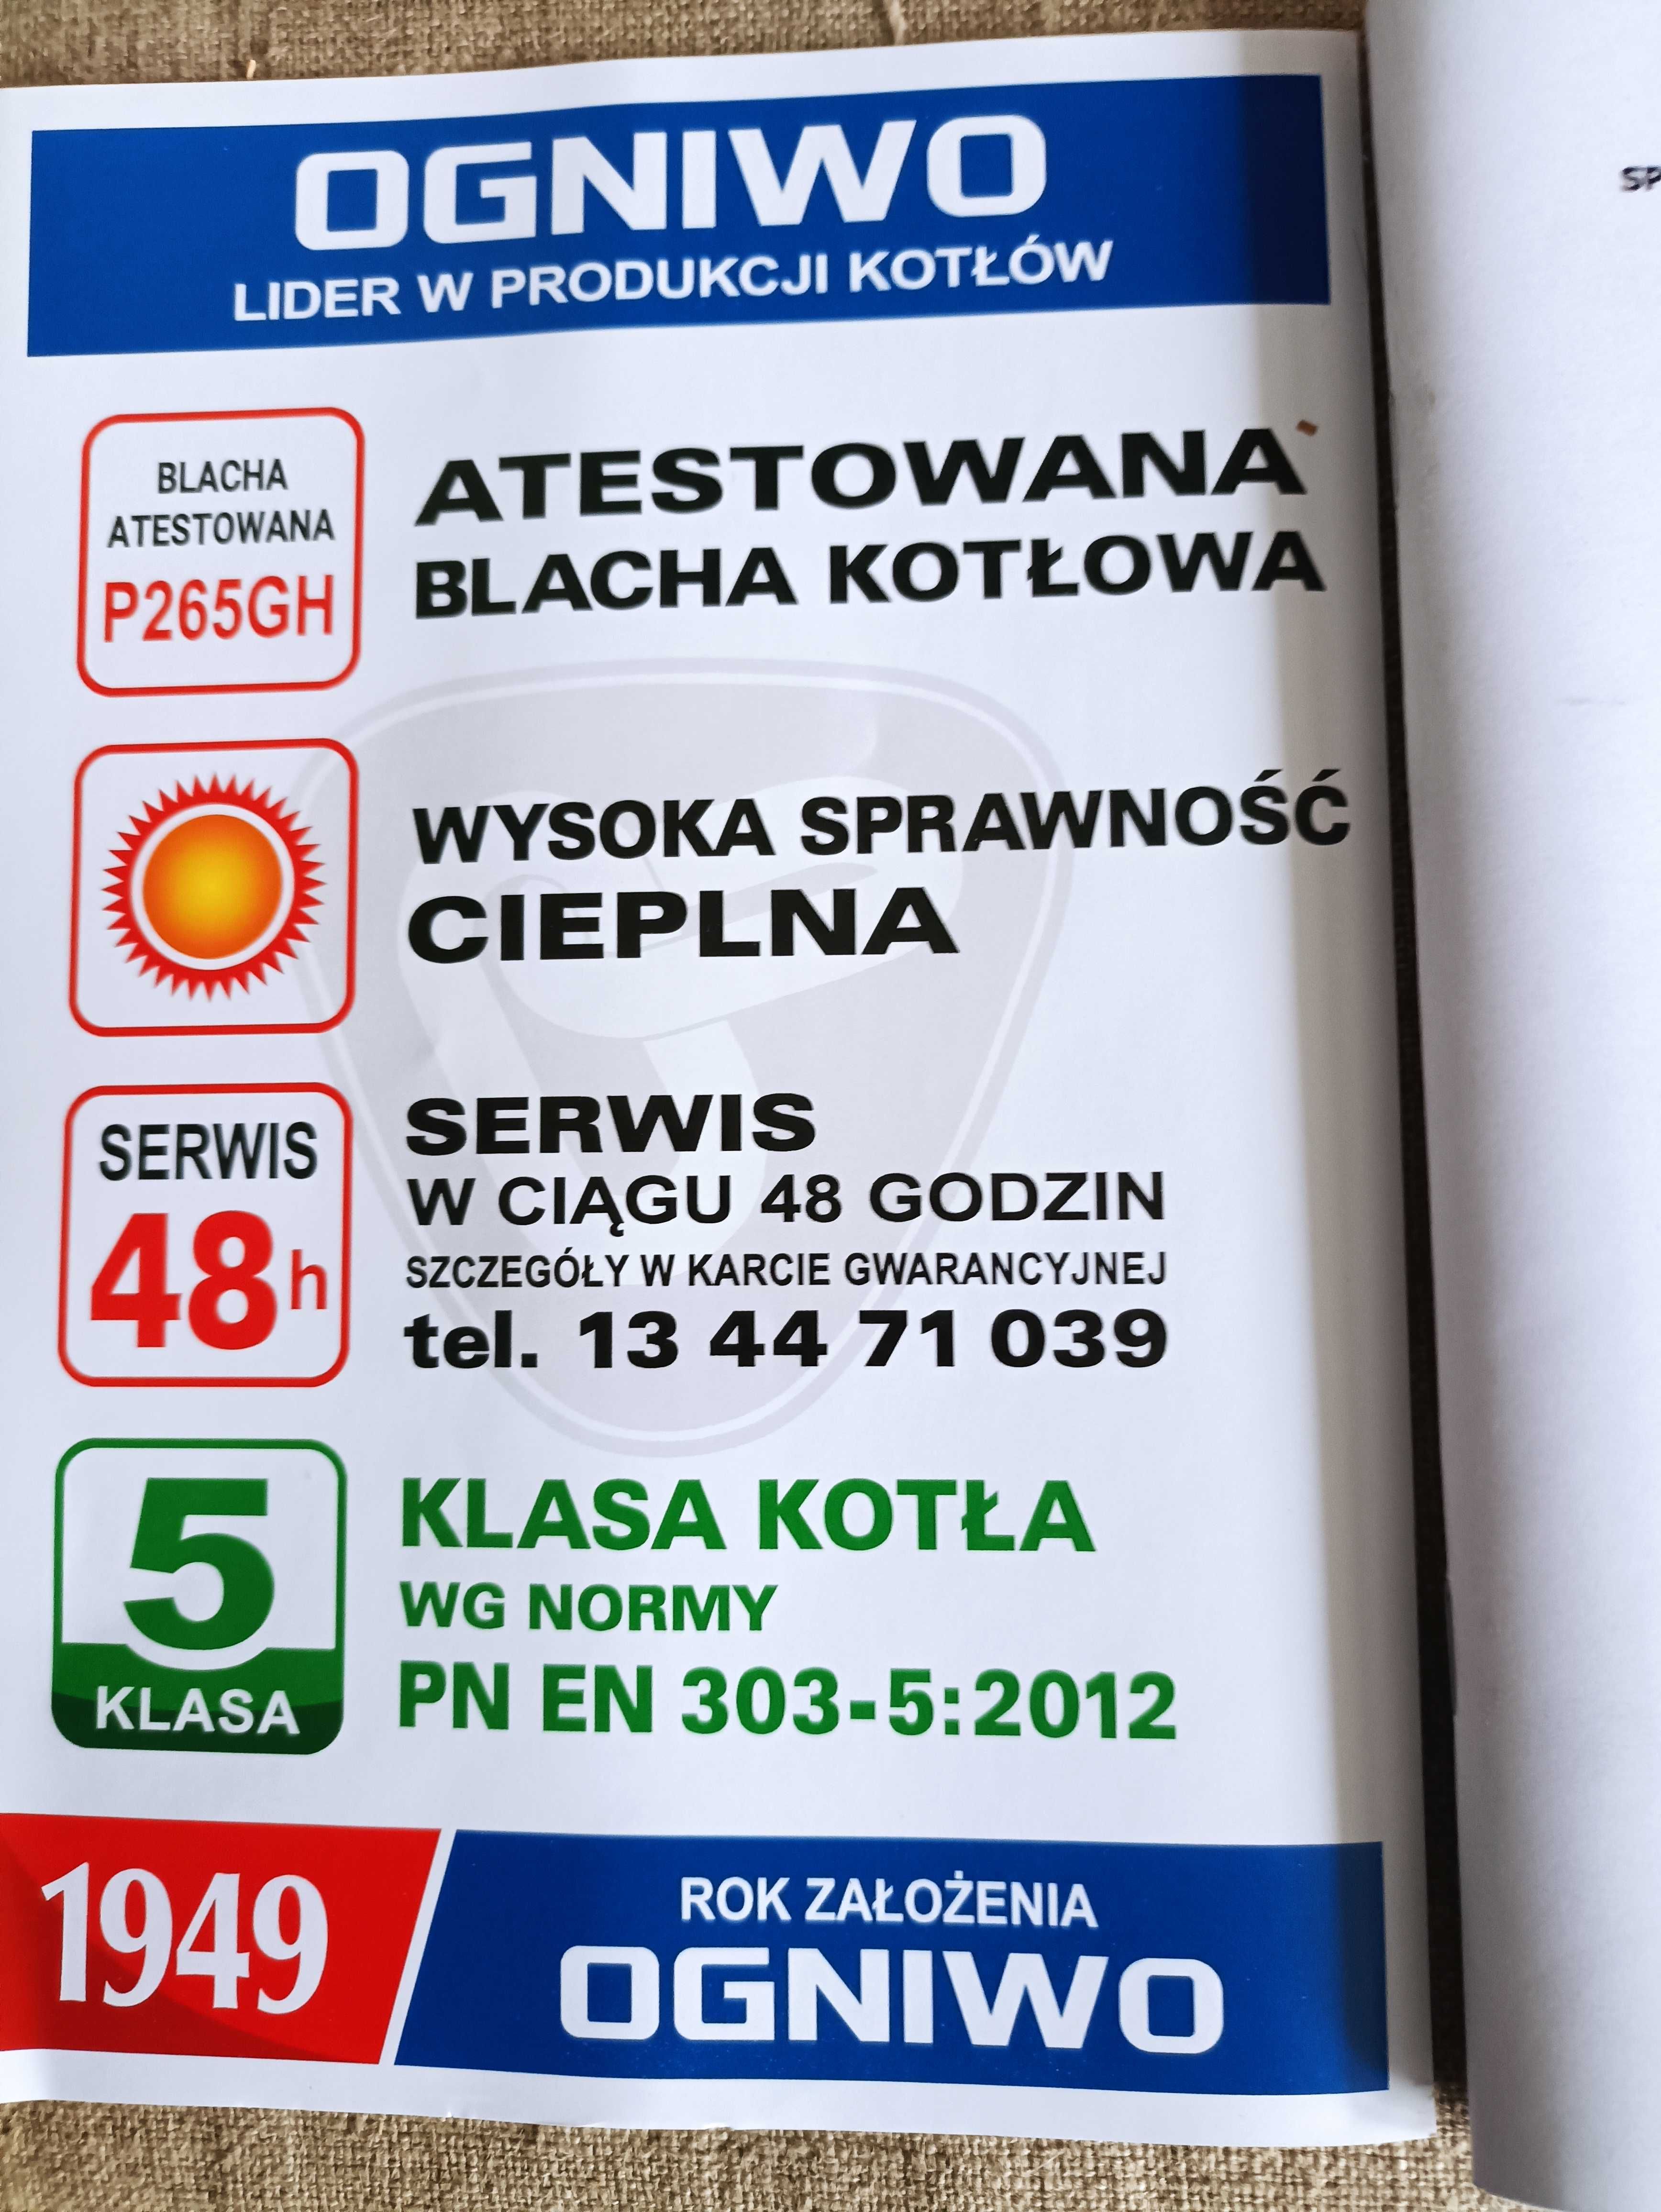 OGNIWO
LIDER W PRODUKCJI KOTŁÓW
BLACHA
ATESTOWANA
P265GH
ATESTOWANA
BLACHA KOTŁOWA
WYSOKA SPRAWNOŚĆ
CIEPLNA
SERWIS
48h
SERWIS
W CIĄGU 48 GODZIN
SZCZEGÓŁY W KARCIE GWARANCYJNEJ
tel. 13 44 71 039
5
KLASA
KLASA KOTŁA
WG NORMY
PN EN 303-5:2012
1949
ROK ZAŁOŻENIA
OGNIWO
SP